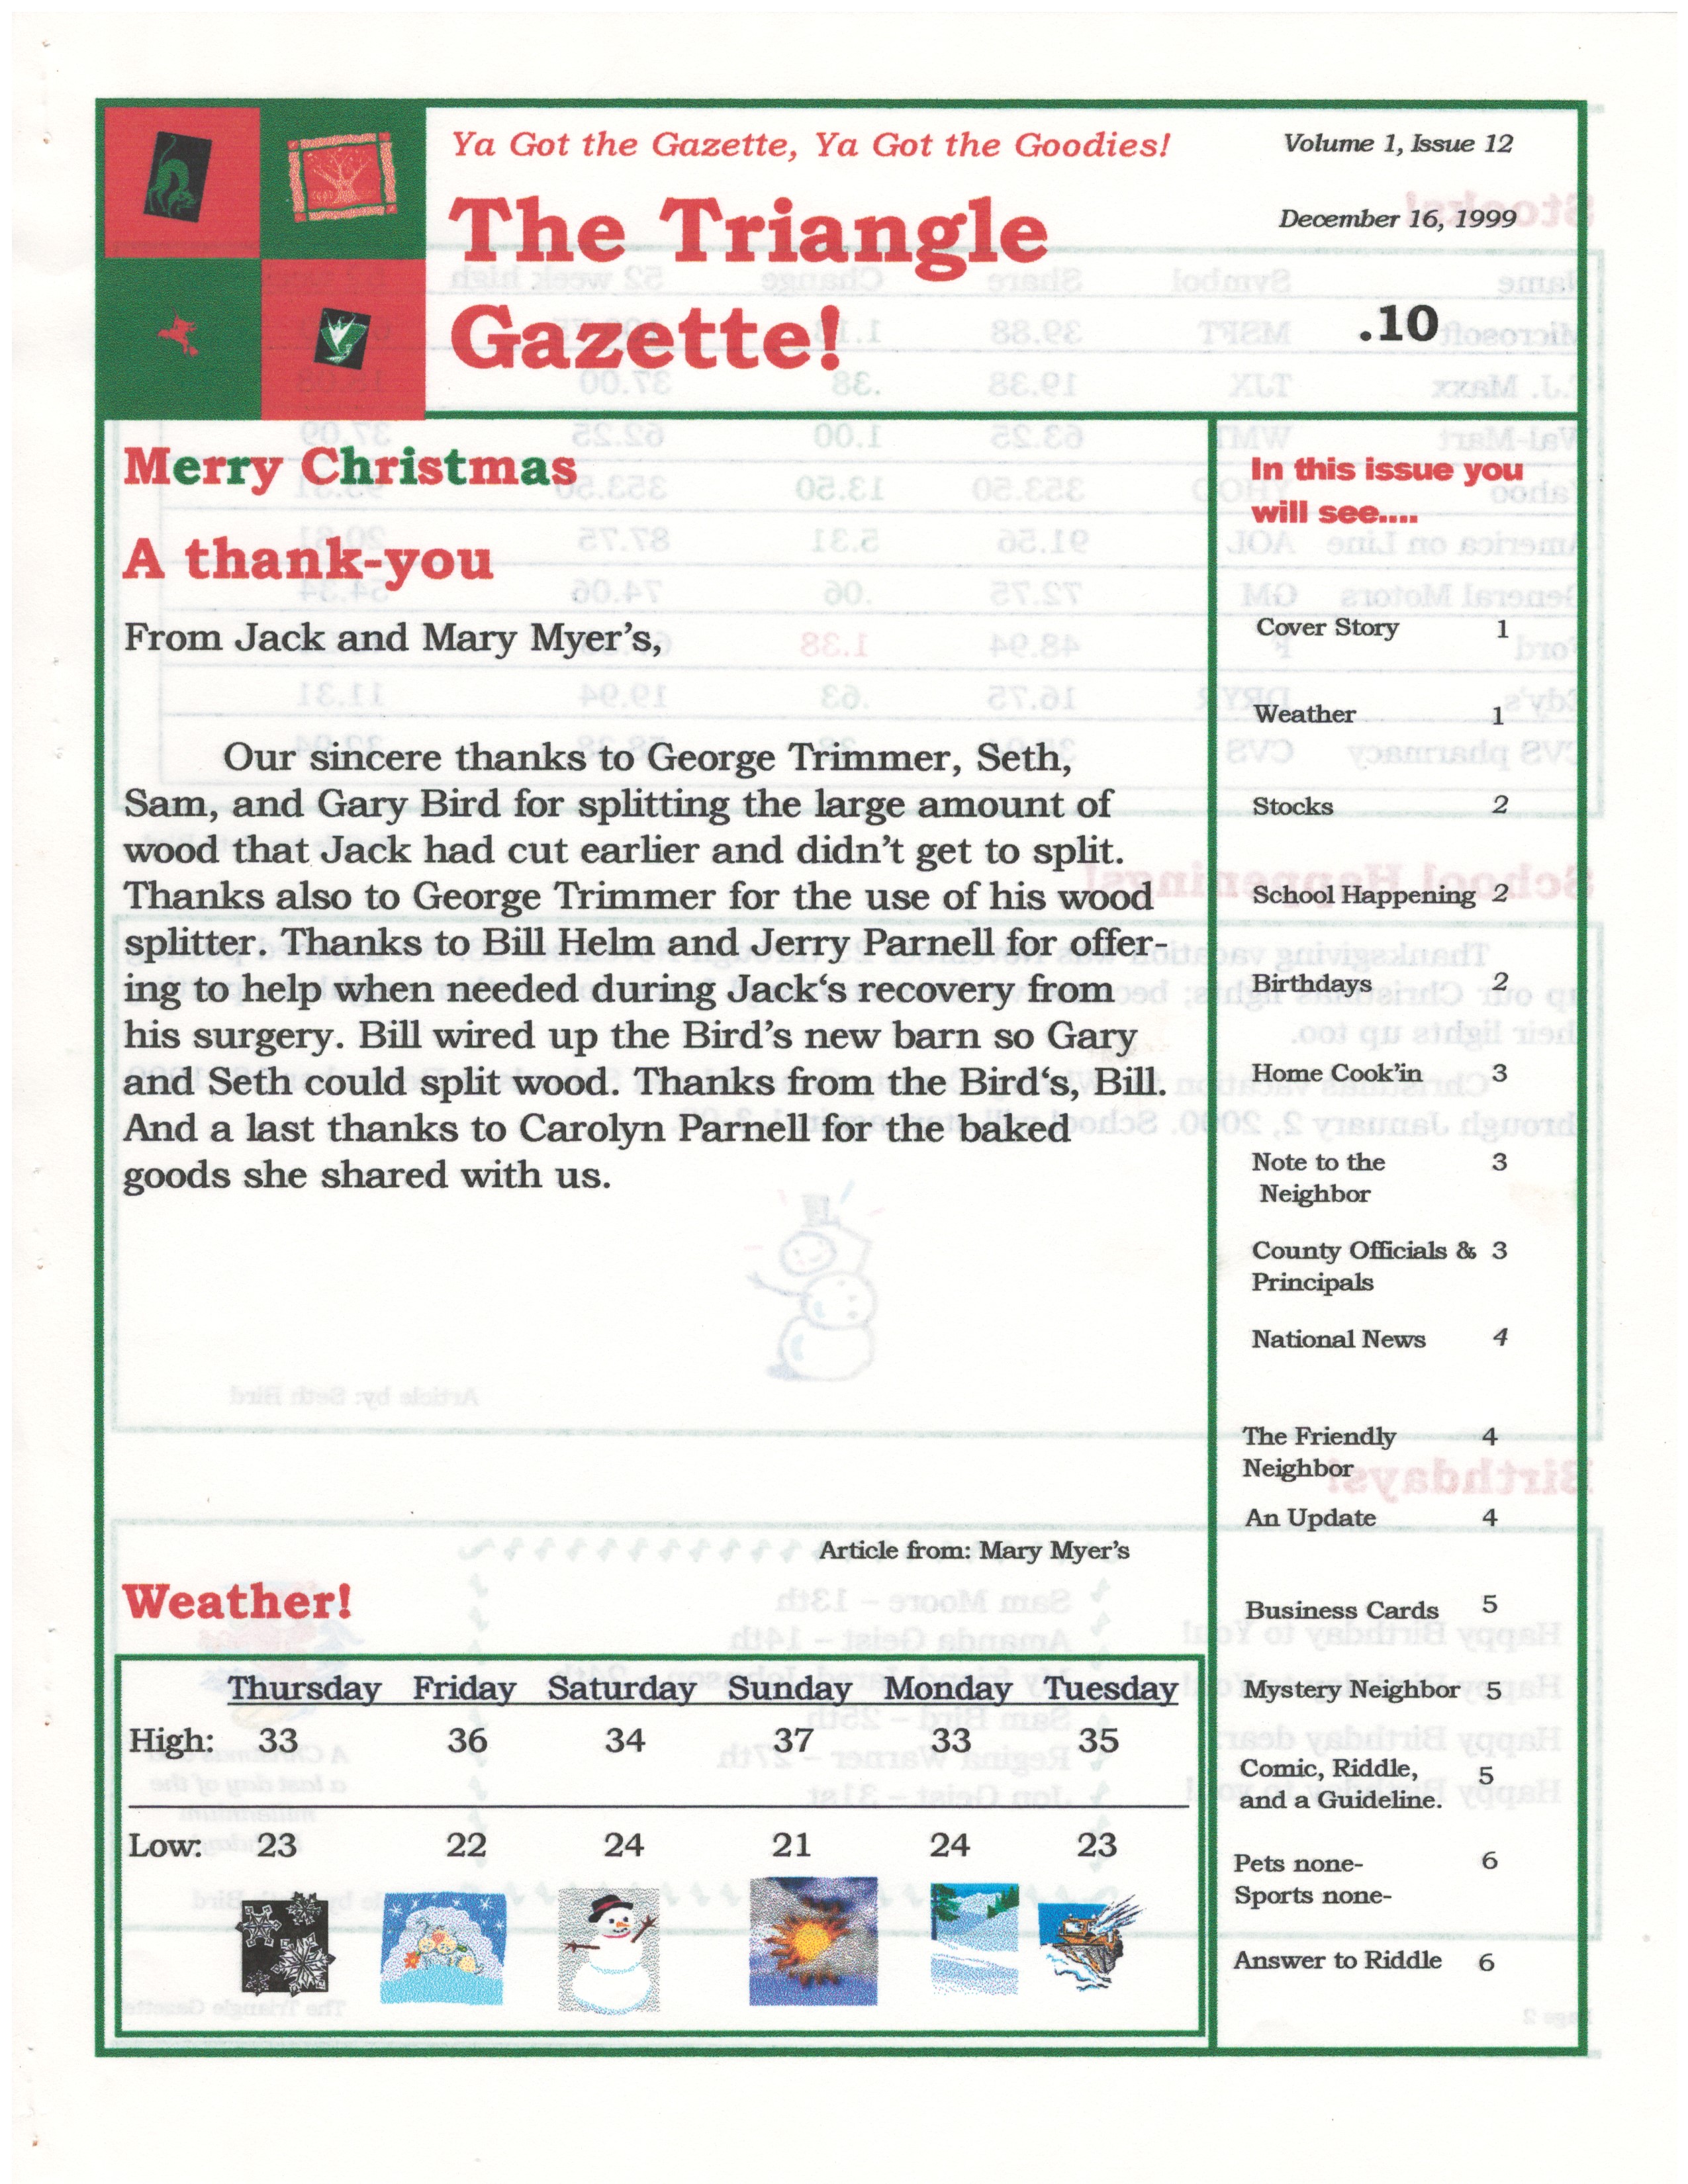 Ya Got the Gazette, Ya Got the Goodies!
Volume 1, Issue 12
The Triangle
Gazette!
December 16, 1999
.10
Merry Christmas
A thank-you
From Jack and Mary Myer’s,
Our sincere thanks to George Trimmer, Seth,
Sam, and Gary Bird for splitting the large amount of
wood that Jack had cut earlier and didn’t get to split.
Thanks also to George Trimmer for the use of his wood
splitter. Thanks to Bill Helm and Jerry Parnell for offer-
ing to help when needed during Jack‘s recovery from
his surgery. Bill wired up the Bird’s new barn so Gary
and Seth could split wood. Thanks from the Bird‘s, Bill.
And a last thanks to Carolyn Parnell for the baked
goods she shared with us.
Article from: Mary Myer’s
Weather!
Thursday Friday Saturday Sunday Monday Tuesday
High: 33 36 34 37 33 35
Low: 23 22 24 21 24 23
In this issue you
will see....
Cover Story 1
Weather 1
Stocks 2
School Happening 2
Birthdays 2
Home Cook’in 3
Note to the 3
Neighbor
County Officials & 3
Principals
National News 4
The Friendly 4
Neighbor
An Update 4
Business Cards 5
Mystery Neighbor 5
Comic, Riddle, 5
and a Guideline.
Pets none- 6
Sports none-
Answer to Riddle 6